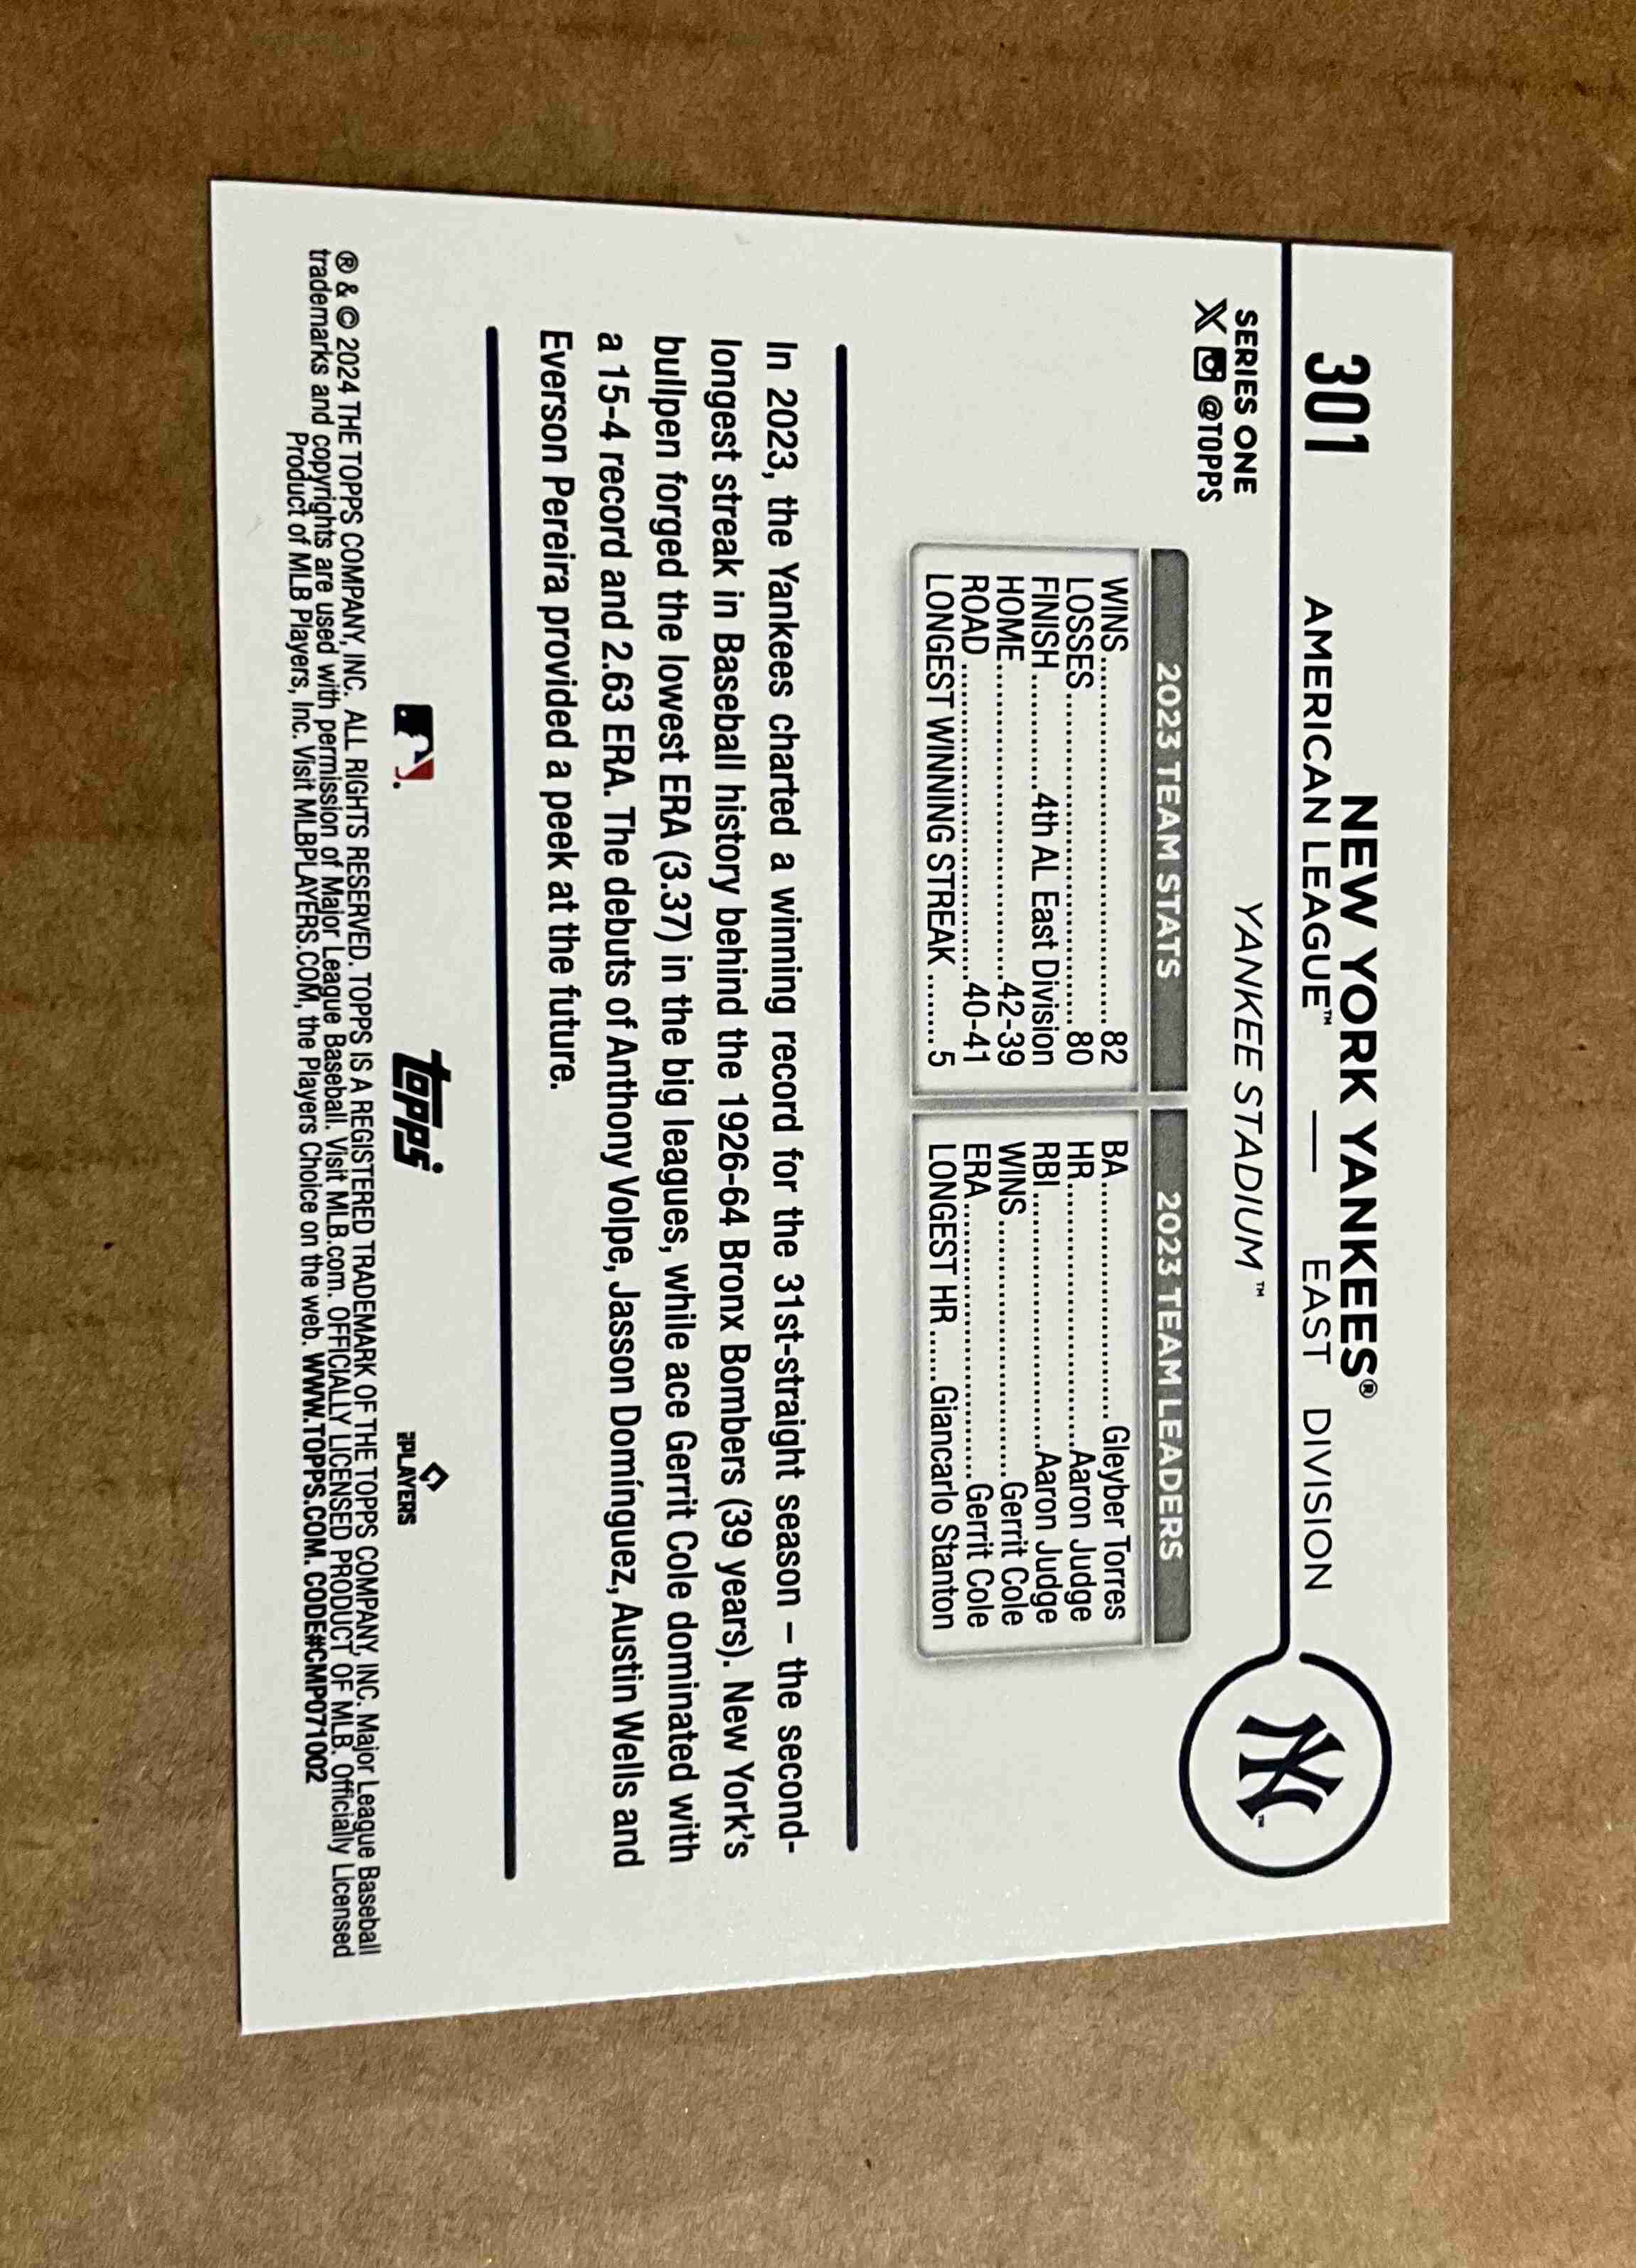 301
NEW YORK YANKEES®
AMERICAN LEAGUE™ — EAST DIVISION
SERIES ONE
X @TOPPS
YANKEE STADIUM™
NY™
2023 TEAM STATS
WINS 82
LOSSES 80
FINISH 4th AL East Division
HOME 42-39
ROAD 40-41
LONGEST WINNING STREAK 5
2023 TEAM LEADERS
BA Gleyber Torres
HR Aaron Judge
RBI Aaron Judge
WINS Gerrit Cole
ERA Gerrit Cole
LONGEST HR Giancarlo Stanton
In 2023, the Yankees charted a winning record for the 31st-straight season – the second-
longest streak in Baseball history behind the 1926-64 Bronx Bombers (39 years). New York's
bullpen forged the lowest ERA (3.37) in the big leagues, while ace Gerrit Cole dominated with
a 15-4 record and 2.63 ERA. The debuts of Anthony Volpe, Jasson Domínguez, Austin Wells and
Everson Pereira provided a peek at the future.
topps
PLAYERS
® & © 2024 THE TOPPS COMPANY, INC. ALL RIGHTS RESERVED. TOPPS IS A REGISTERED TRADEMARK OF THE TOPPS COMPANY, INC. Major League Baseball
trademarks and copyrights are used with permission of Major League Baseball. Visit MLB.com. OFFICIALLY LICENSED PRODUCT OF MLB. Officially Licensed
Product of MLB Players, Inc. Visit MLBPLAYERS.COM, the Players Choice on the web. WWW.TOPPS.COM. CODE#CMP071002